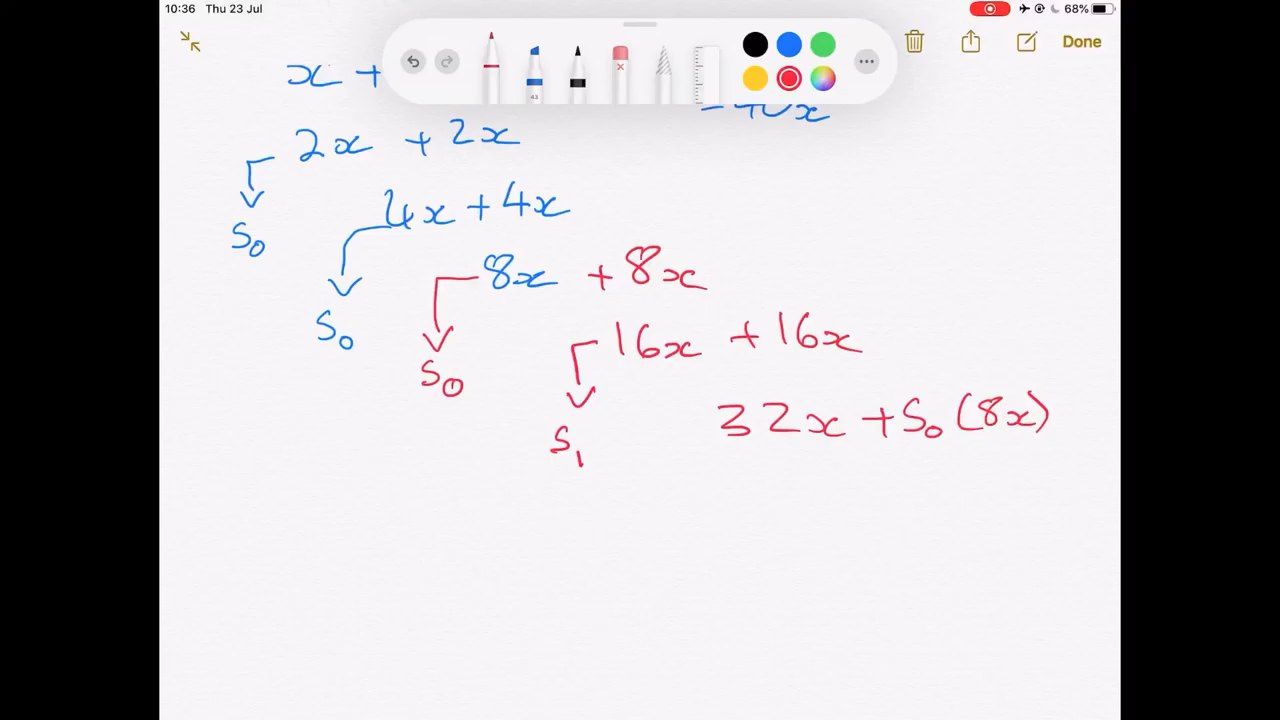 10:36 Thu 23 Jul 68%
Done
43
x +
- 40x
2x + 2x
S₀
4x + 4x
S₀
8x + 8x
S₀
16x + 16x
S₁
32x + S₀ (8x)